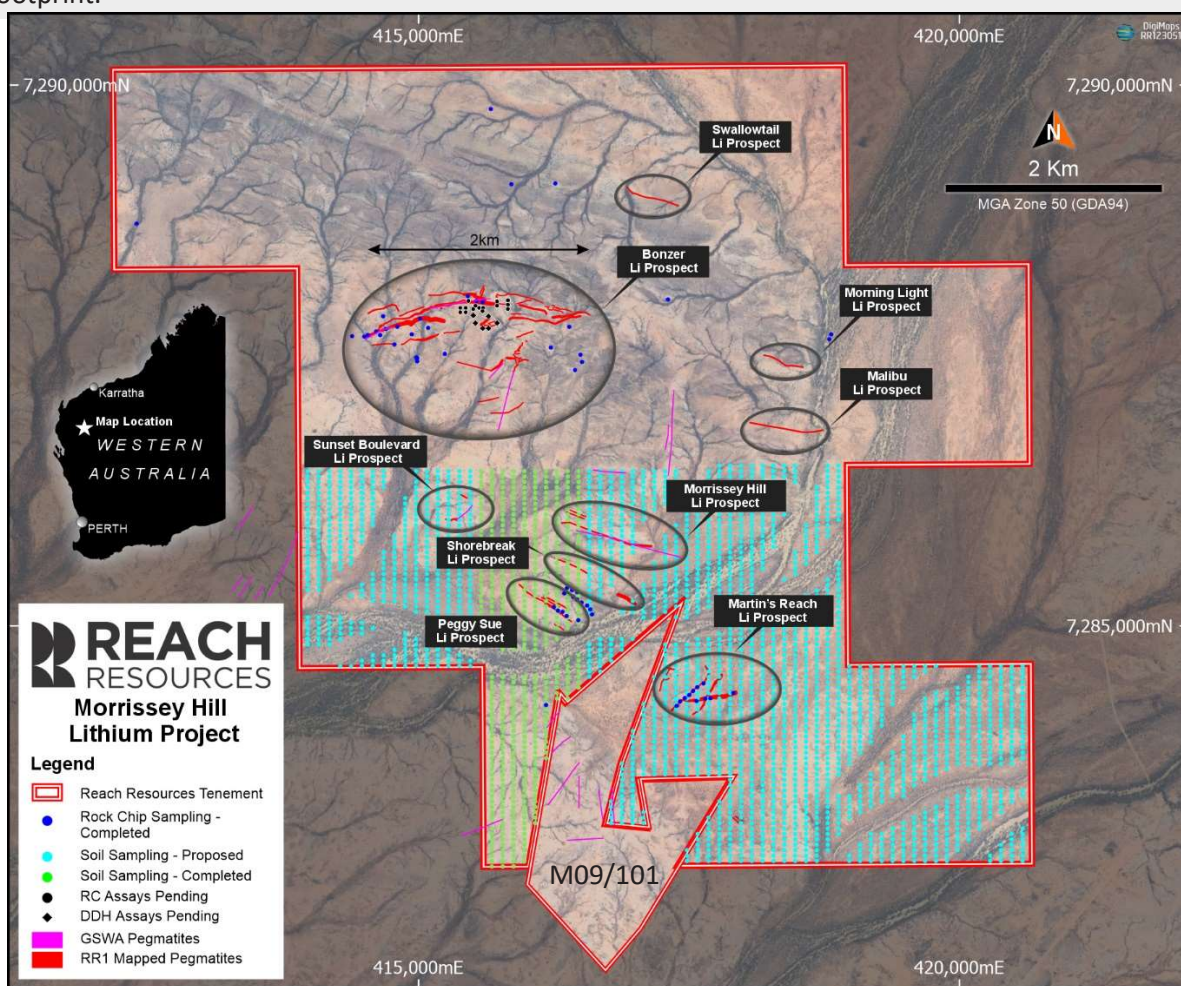 ootprint.
415,000mE
420,000mE
DigiMaps
RR123051
7,290,000mN
7,290,000mN
N
2 Km
MGA Zone 50 (GDA94)
Swallowtail
Li Prospect
2km
Bonzer
Li Prospect
Morning Light
Li Prospect
Malibu
Li Prospect
Karratha
Map Location
WESTERN
AUSTRALIA
PERTH
Sunset Boulevard
Li Prospect
Morrissey Hill
Li Prospect
Shorebreak
Li Prospect
Peggy Sue
Li Prospect
Martin's Reach
Li Prospect
7,285,000mN
REACH
RESOURCES
Morrissey Hill
Lithium Project
Legend
Reach Resources Tenement
Rock Chip Sampling -
Completed
Soil Sampling - Proposed
Soil Sampling - Completed
RC Assays Pending
DDH Assays Pending
GSWA Pegmatites
RR1 Mapped Pegmatites
M09/101
415,000mE
420,000mE